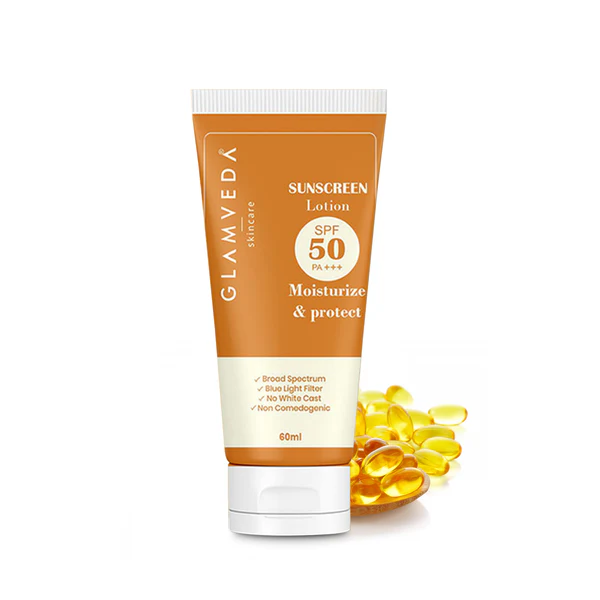 GLAMVEDA®
skincare
SUNSCREEN
Lotion
SPF
50
PA +++
Moisturize
& protect
✓ Broad Spectrum
✓ Blue Light Filter
✓ No White Cast
✓ Non Comedogenic
60ml